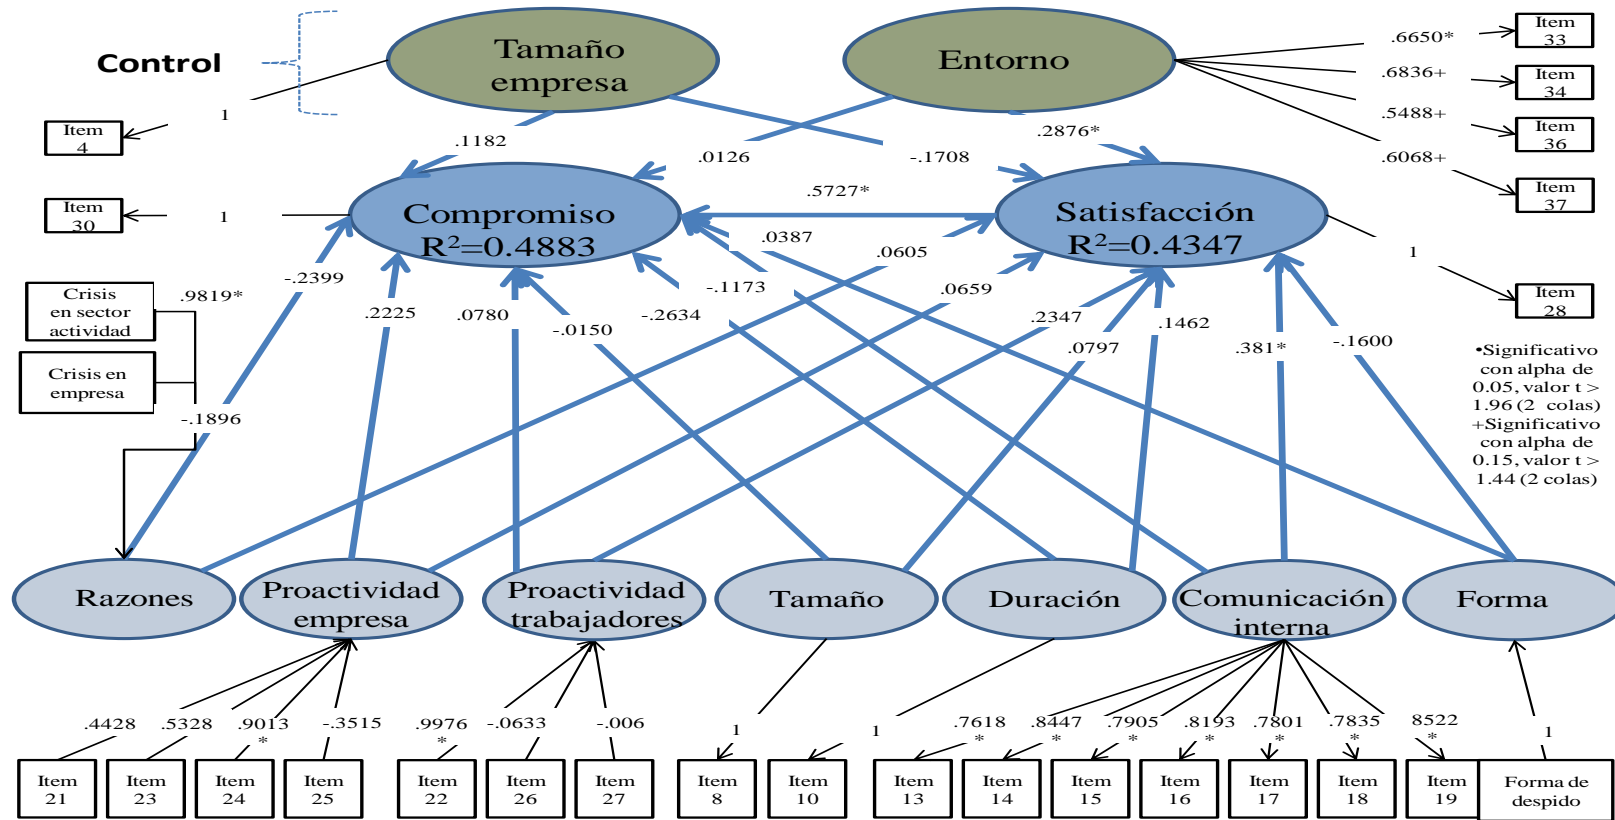 Control
Tamaño
empresa
Entorno
.6650*
Item
33
.6836+
Item
34
.5488+
Item
36
.6068+
Item
37
1
Item
4
.1182
.0126
-.1708
.2876*
Item
30
1
Compromiso
R²=0.4883
.5727*
Satisfacción
R²=0.4347
1
Item
28
.0387
.0605
-.2399
.9819*
Crisis
en sector
actividad
Crisis en
empresa
-.1896
.2225
.0780
-.0150
-.2634
-.1173
.0659
.2347
.0797
.1462
.381*
-.1600
•Significativo
con alpha de
0.05, valor t >
1.96 (2 colas)
+Significativo
con alpha de
0.15, valor t >
1.44 (2 colas)
Razones
Proactividad
empresa
Proactividad
trabajadores
Tamaño
Duración
Comunicación
interna
Forma
.4428
.5328
.9013
*
-.3515
.9976
*
-.0633
-.006
1
1
.7618
*
.8447
*
.7905
*
.8193
*
.7801
*
.7835
*
8522
*
1
Item
21
Item
23
Item
24
Item
25
Item
22
Item
26
Item
27
Item
8
Item
10
Item
13
Item
14
Item
15
Item
16
Item
17
Item
18
Item
19
Forma de
despido